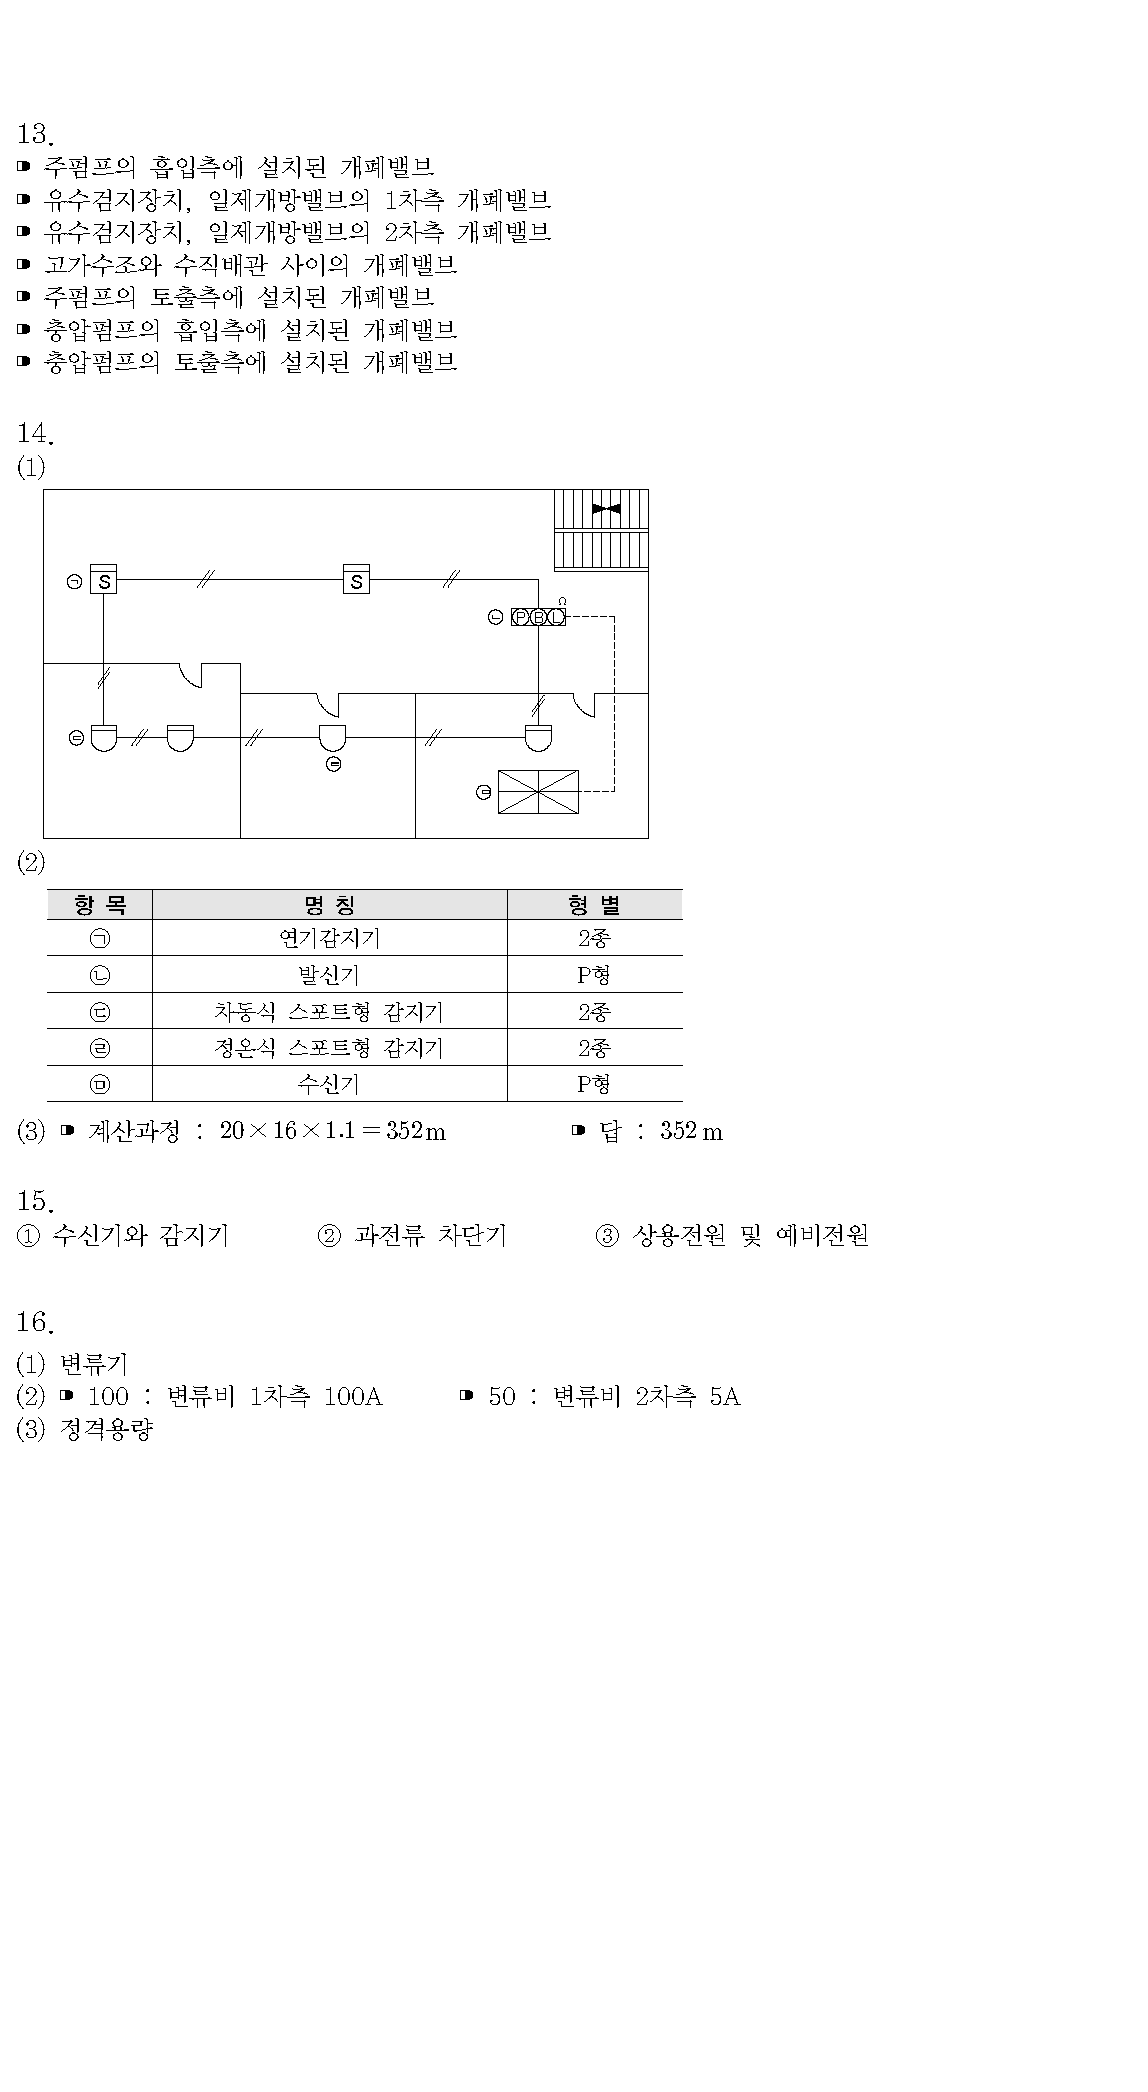 13.
주펌프의 흡입측에 설치된 개폐밸브
유수검지장치, 일제개방밸브의 1차측 개폐밸브
유수검지장치, 일제개방밸브의 2차측 개폐밸브
고가수조와 수직배관 사이의 개폐밸브
주펌프의 토출측에 설치된 개폐밸브
충압펌프의 흡입측에 설치된 개폐밸브
충압펌프의 토출측에 설치된 개폐밸브
14.
(1)
㉠ S S
Ω
㉡ P B L
㉢
㉣
㉤
(2)
항 목 명 칭 형 별
㉠ 연기감지기 2종
㉡ 발신기 P형
㉢ 차동식 스포트형 감지기 2종
㉣ 정온식 스포트형 감지기 2종
㉤ 수신기 P형
(3) 계산과정 : 20×16×1.1=352m 답 : 352m
15.
① 수신기와 감지기 ② 과전류 차단기 ③ 상용전원 및 예비전원
16.
(1) 변류기
(2) 100 : 변류비 1차측 100A 50 : 변류비 2차측 5A
(3) 정격용량